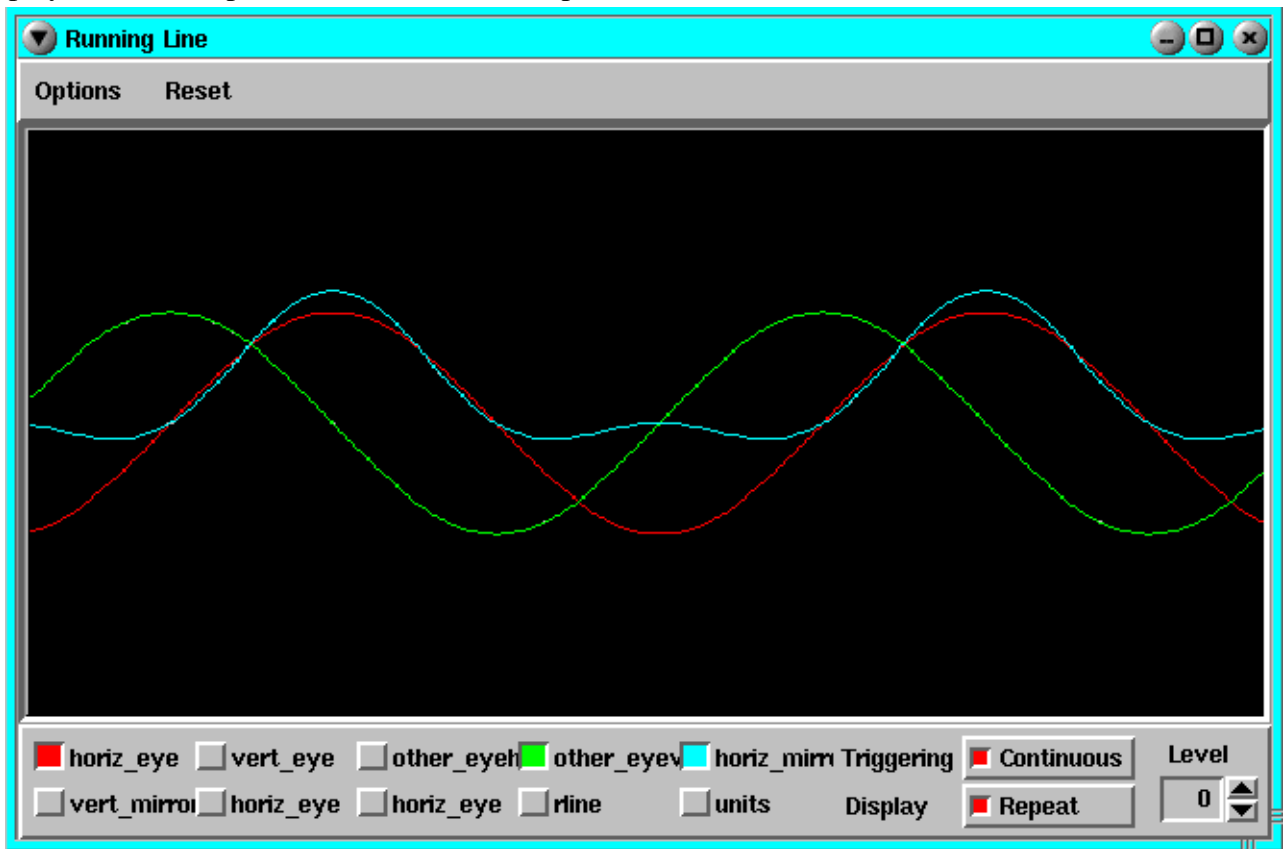 Running Line
Options Reset
horiz_eye vert_eye other_eyeh other_eyev horiz_mirr Triggering Continuous Level
vert_mirror horiz_eye horiz_eye rline units Display Repeat 0